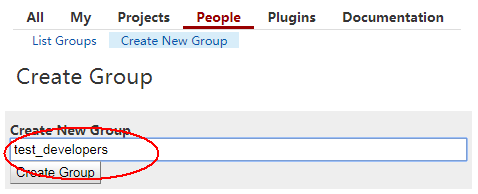 All My Projects People Plugins Documentation
List Groups Create New Group
Create Group
Create New Group
test_developers
Create Group